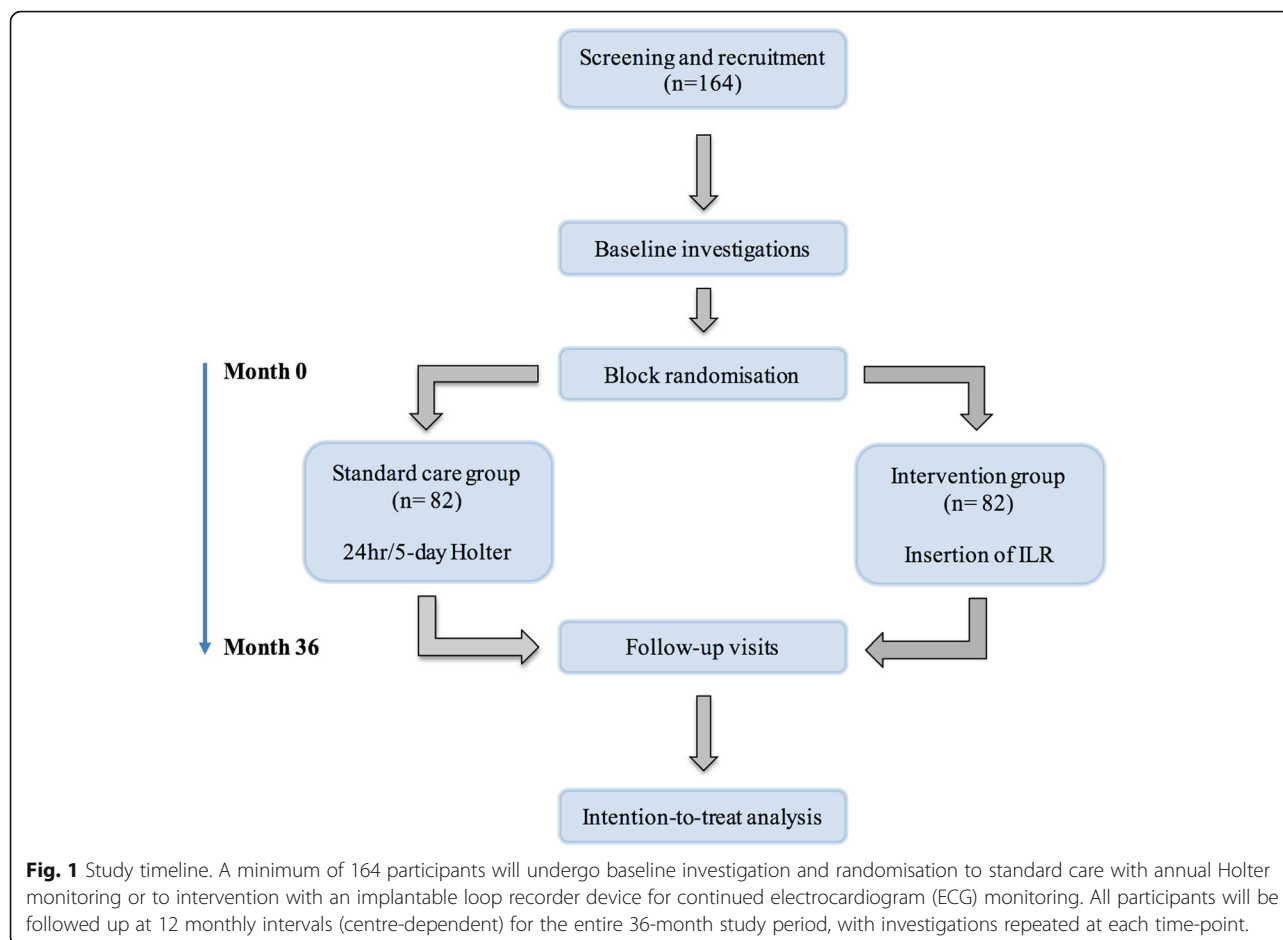 Screening and recruitment
(n=164)
Baseline investigations
Month 0
Block randomisation
Standard care group
(n= 82)
24hr/5-day Holter
Intervention group
(n= 82)
Insertion of ILR
Month 36
Follow-up visits
Intention-to-treat analysis
Fig. 1 Study timeline. A minimum of 164 participants will undergo baseline investigation and randomisation to standard care with annual Holter
monitoring or to intervention with an implantable loop recorder device for continued electrocardiogram (ECG) monitoring. All participants will be
followed up at 12 monthly intervals (centre-dependent) for the entire 36-month study period, with investigations repeated at each time-point.